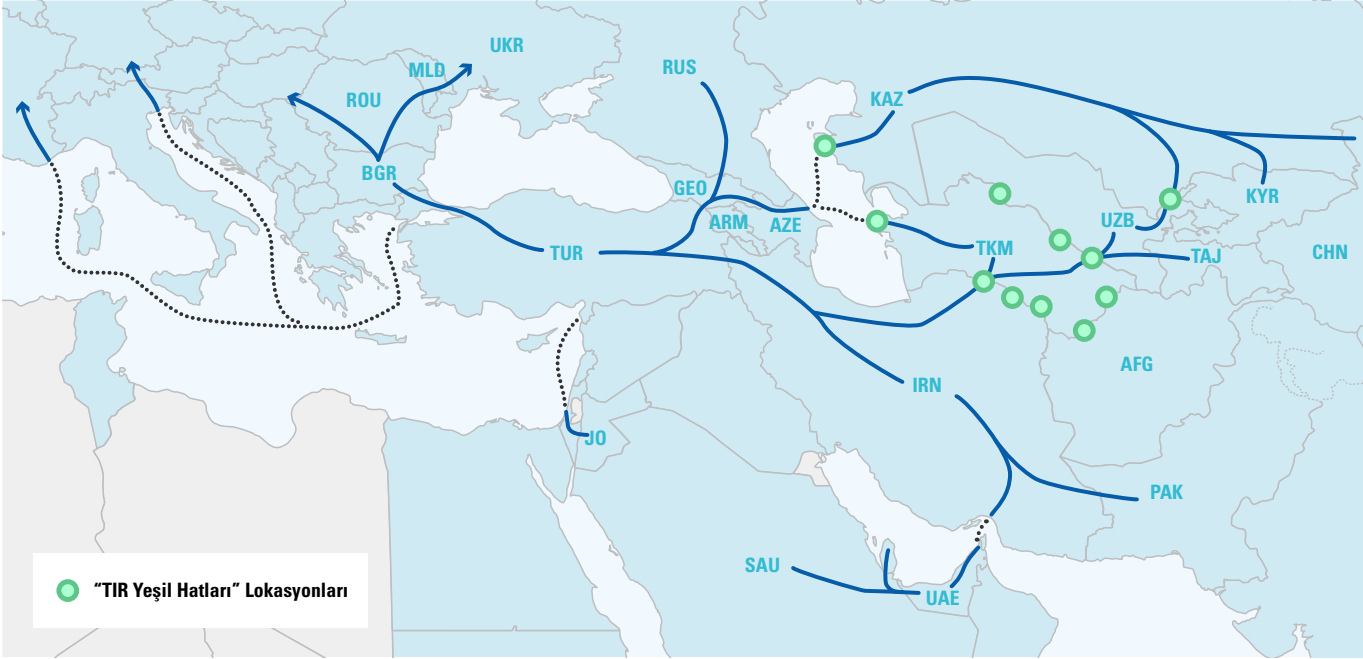 UKR
MLD
RUS
ROU
KAZ
BGR
GEO
KYR
ARM
AZE
UZB
TUR
TKM
TAJ
CHN
AFG
IRN
JO
PAK
SAU
UAE
“TIR Yeşil Hatları” Lokasyonları